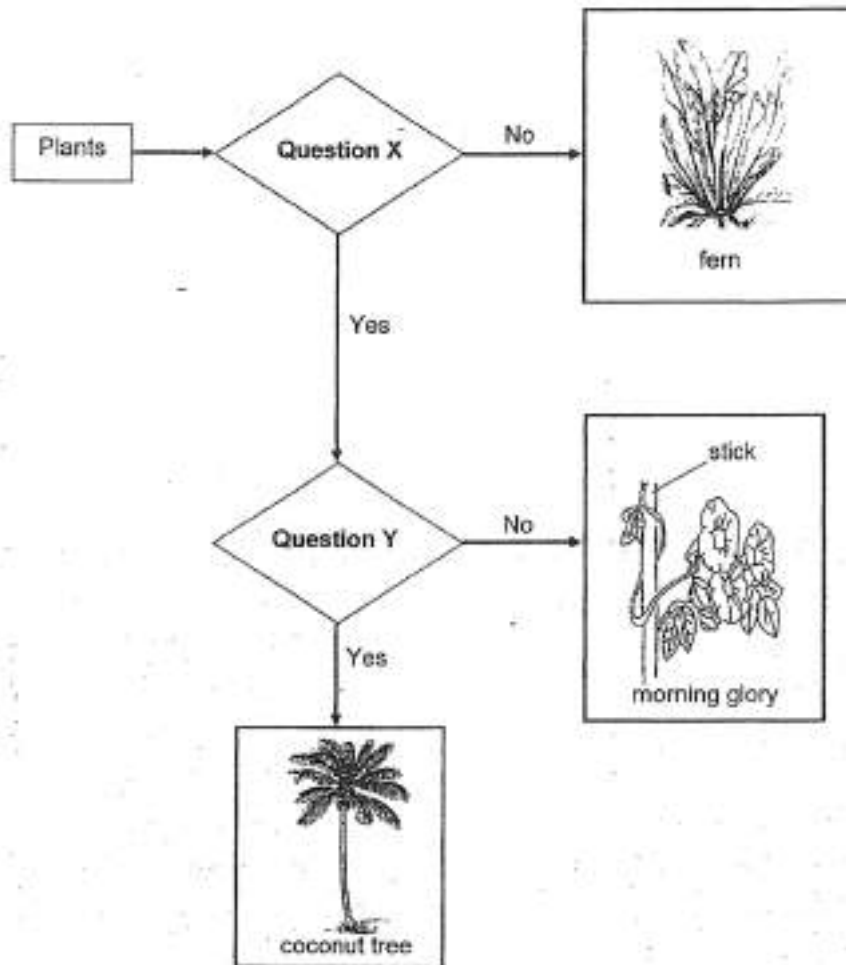 Plants
Question X
No
fern
Yes
stick
Question Y
No
morning glory
Yes
coconut tree